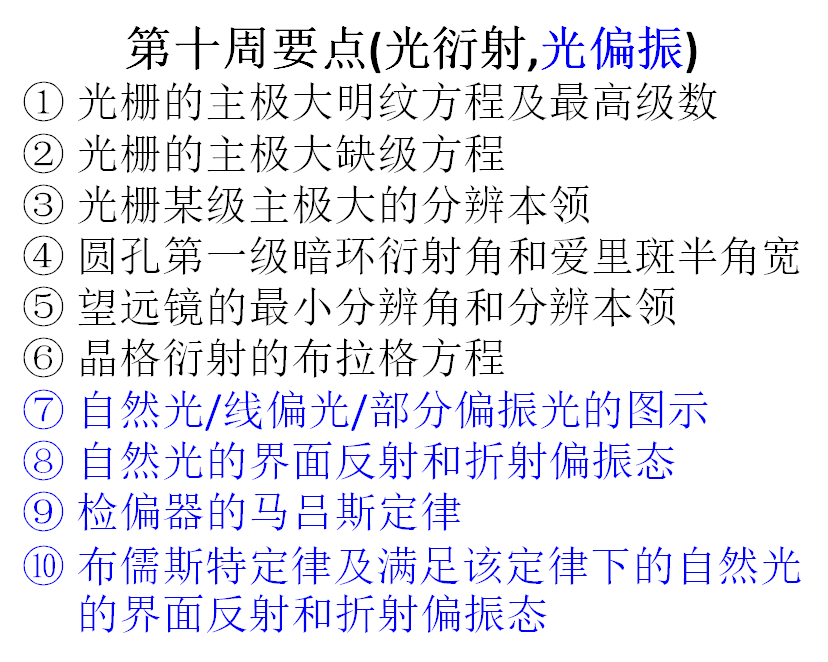 第十周要点(光衍射,光偏振)
① 光栅的主极大明纹方程及最高级数
② 光栅的主极大缺级方程
③ 光栅某级主极大的分辨本领
④ 圆孔第一级暗环衍射角和爱里斑半角宽
⑤ 望远镜的最小分辨角和分辨本领
⑥ 晶格衍射的布拉格方程
⑦ 自然光/线偏光/部分偏振光的图示
⑧ 自然光的界面反射和折射偏振态
⑨ 检偏器的马吕斯定律
⑩ 布儒斯特定律及满足该定律下的自然光
的界面反射和折射偏振态